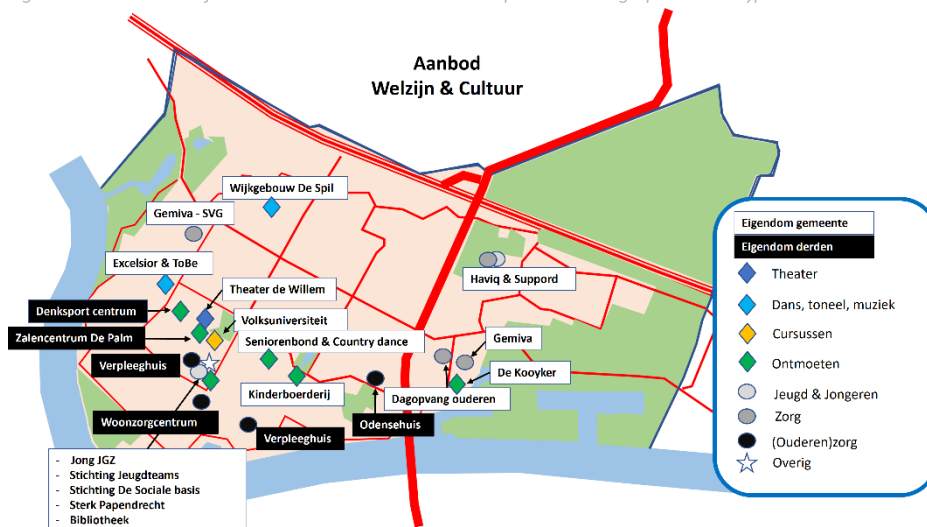 Aanbod
Welzijn & Cultuur
Wijkgebouw De Spil
Gemiva - SVG
Excelsior & ToBe
Theater de Willem
Denksport centrum
Volksuniversiteit
Zalencentrum De Palm
Seniorenbond & Country dance
Verpleeghuis
Kinderboerderij
Woonzorgcentrum
Verpleeghuis
Odensehuis
Dagopvang ouderen
De Kooyker
Gemiva
Haviq & Suppord
- Jong JGZ
- Stichting Jeugdteams
- Stichting De Sociale basis
- Sterk Papendrecht
- Bibliotheek
Eigendom gemeente
Eigendom derden
Theater
Dans, toneel, muziek
Cursussen
Ontmoeten
Jeugd & Jongeren
Zorg
(Ouderen)zorg
Overig